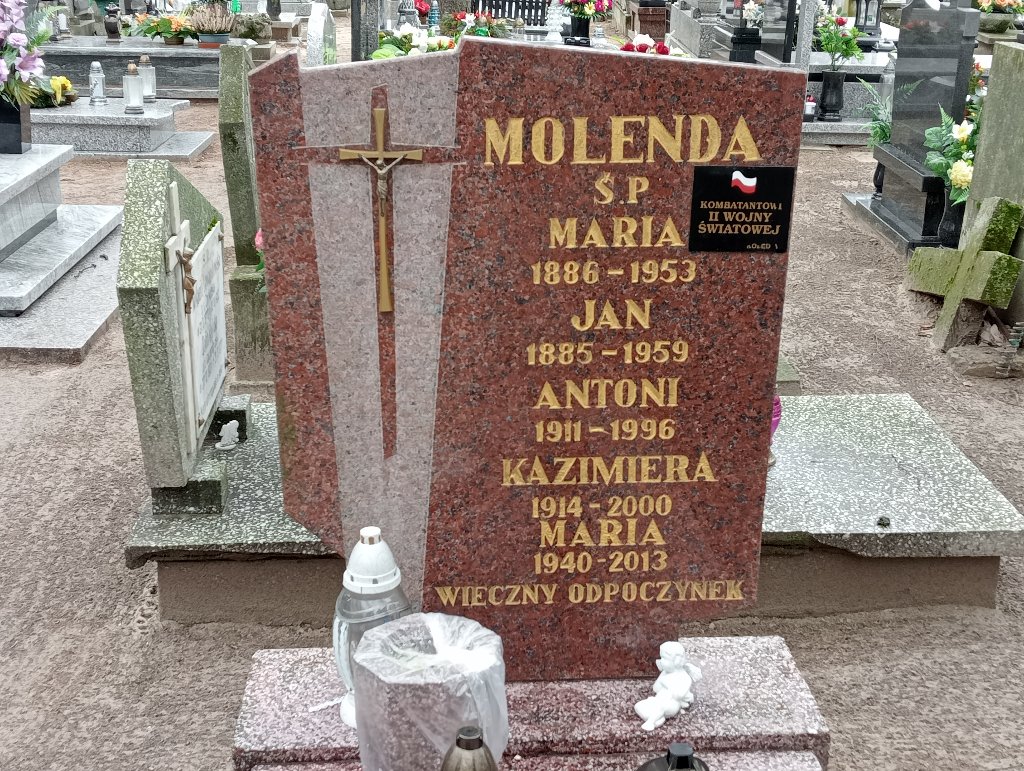 MOLENDA
Ś.P
MARIA
1886 - 1953
JAN
1885 - 1959
ANTONI
1911 - 1996
KAZIMIERA
1914 - 2000
MARIA
1940 - 2013
WIECZNY ODPOCZYNEK
KOMBATANTOWI
II WOJNY
ŚWIATOWEJ